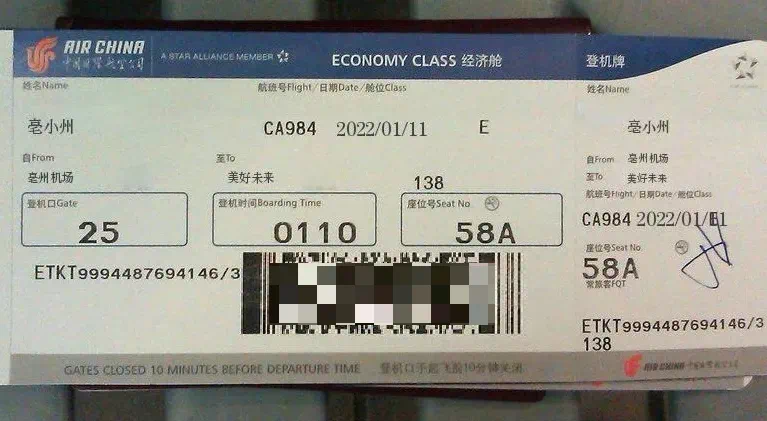 AIR CHINA
中国国际航空公司
A STAR ALLIANCE MEMBER
ECONOMY CLASS 经济舱
登机牌
姓名Name
航班号Flight/日期Date/舱位Class
亳小州
CA984 2022/01/11 E
自From
至To
亳州机场
美好未来
138
登机口Gate
25
登机时间Boarding Time
0110
座位号Seat No
58A
ETKT9994487694146/3
GATES CLOSED 10 MINUTES BEFORE DEPARTURE TIME 登机口于起飞前10分钟关闭
姓名Name
亳小州
自From 亳州机场
至To 美好未来
航班号Flight/日期Date/舱位Class
CA984 2022/01/11
座位号Seat No
58A
常旅客FQT
ETKT9994487694146/3
138
AIR CHINA